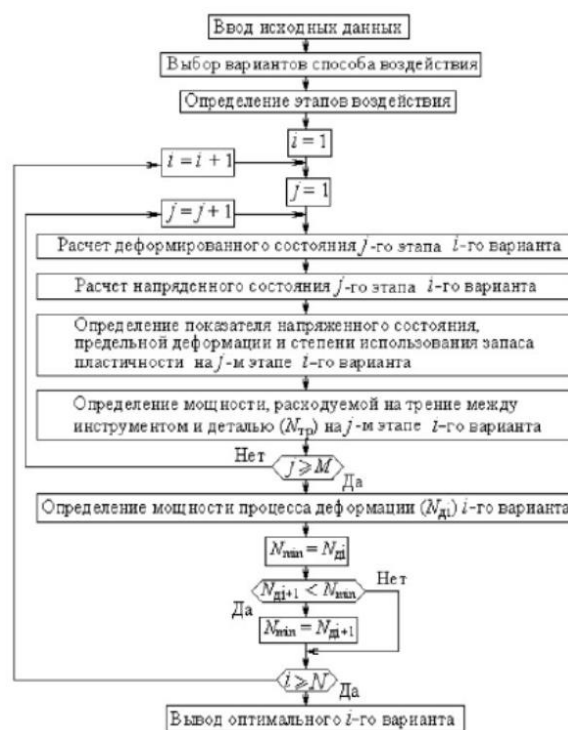 Ввод исходных данных
Выбор вариантов способа воздействия
Определение этапов воздействия
i = 1
i = i + 1
j = 1
j = j + 1
Расчет деформированного состояния j-го этапа i-го варианта
Расчет напряденного состояния j-го этапа i-го варианта
Определение показателя напряженного состояния,
предельной деформации и степени использования запаса
пластичности на j-м этапе i-го варианта
Определение мощности, расходуемой на трение между
инструментом и деталью (Nтр) на j-м этапе i-го варианта
Нет
j ⩾ M
Да
Определение мощности процесса деформации (Nдi) i-го варианта
Nmin = Nдi
Nдi+1 < Nmin
Нет
Да
Nmin = Nдi+1
i ⩾ N
Да
Вывод оптимального i-го варианта